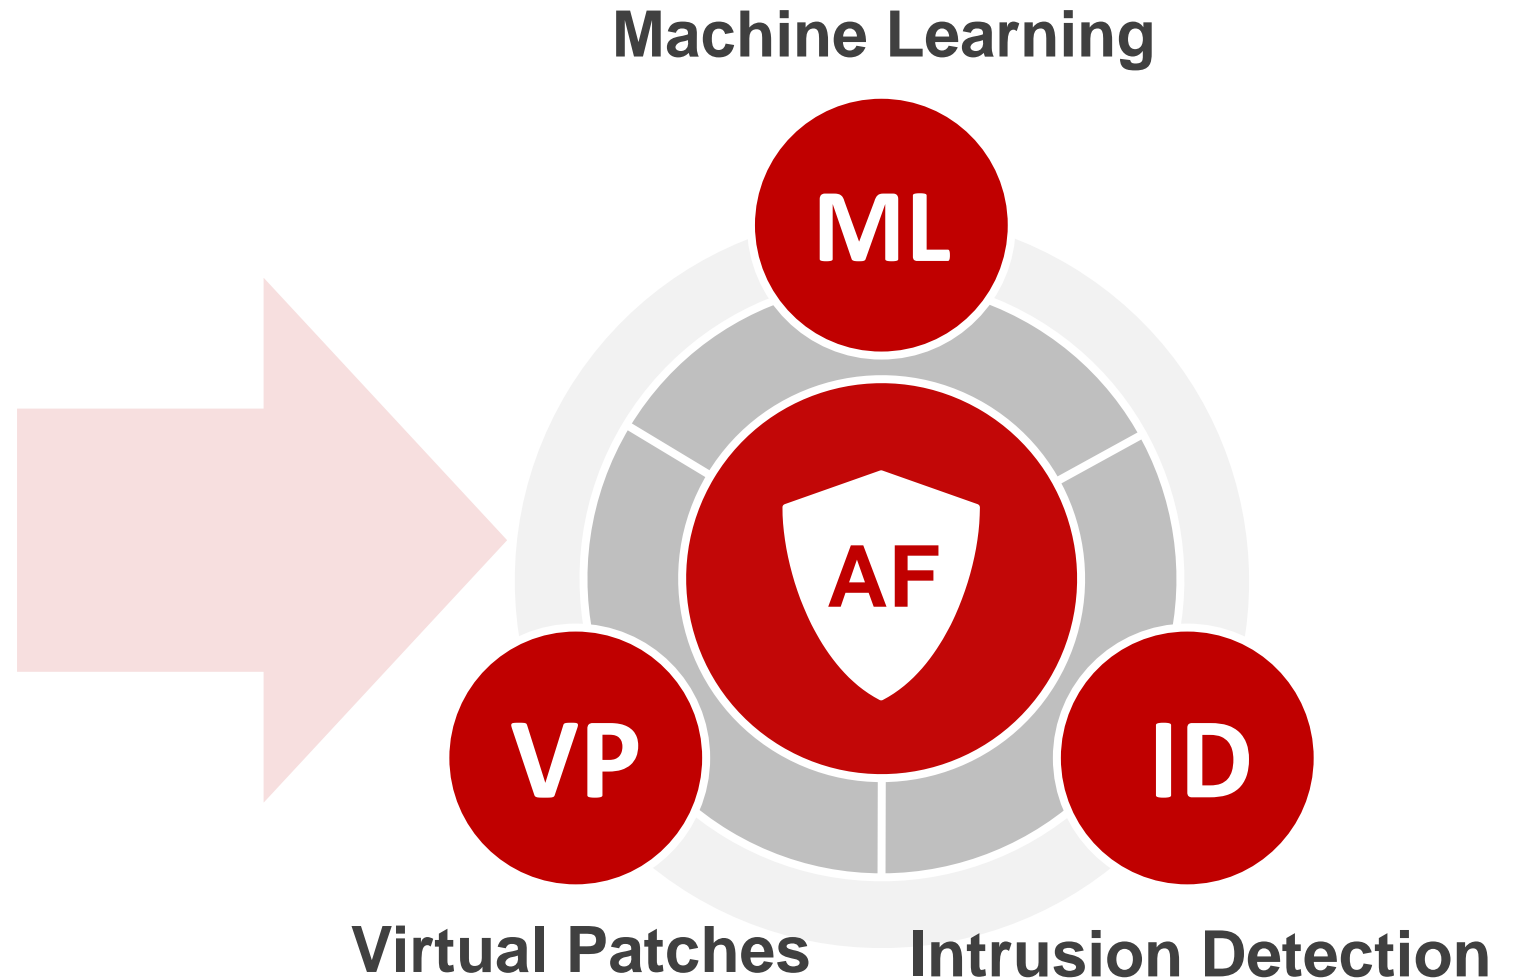 Machine Learning
ML
AF
VP
ID
Virtual Patches
Intrusion Detection